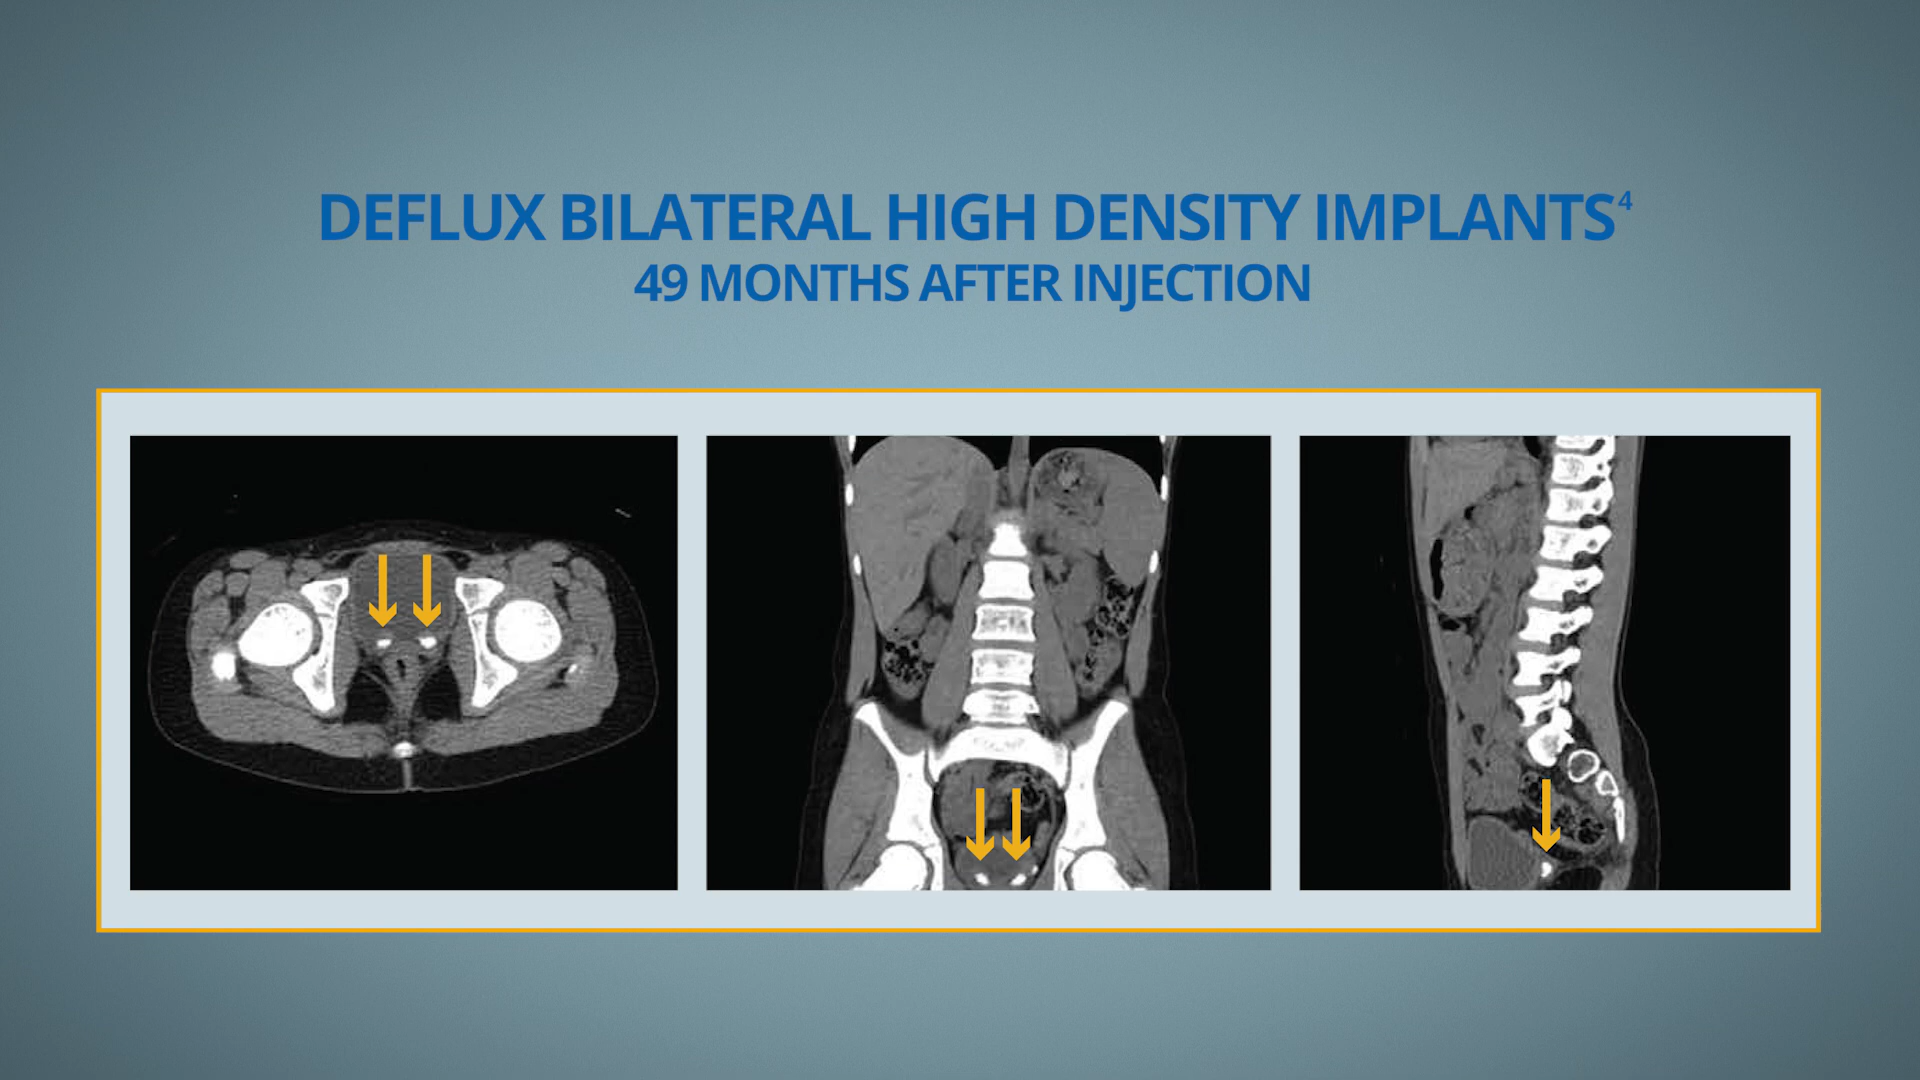 DEFLUX BILATERAL HIGH DENSITY IMPLANTS⁴
49 MONTHS AFTER INJECTION